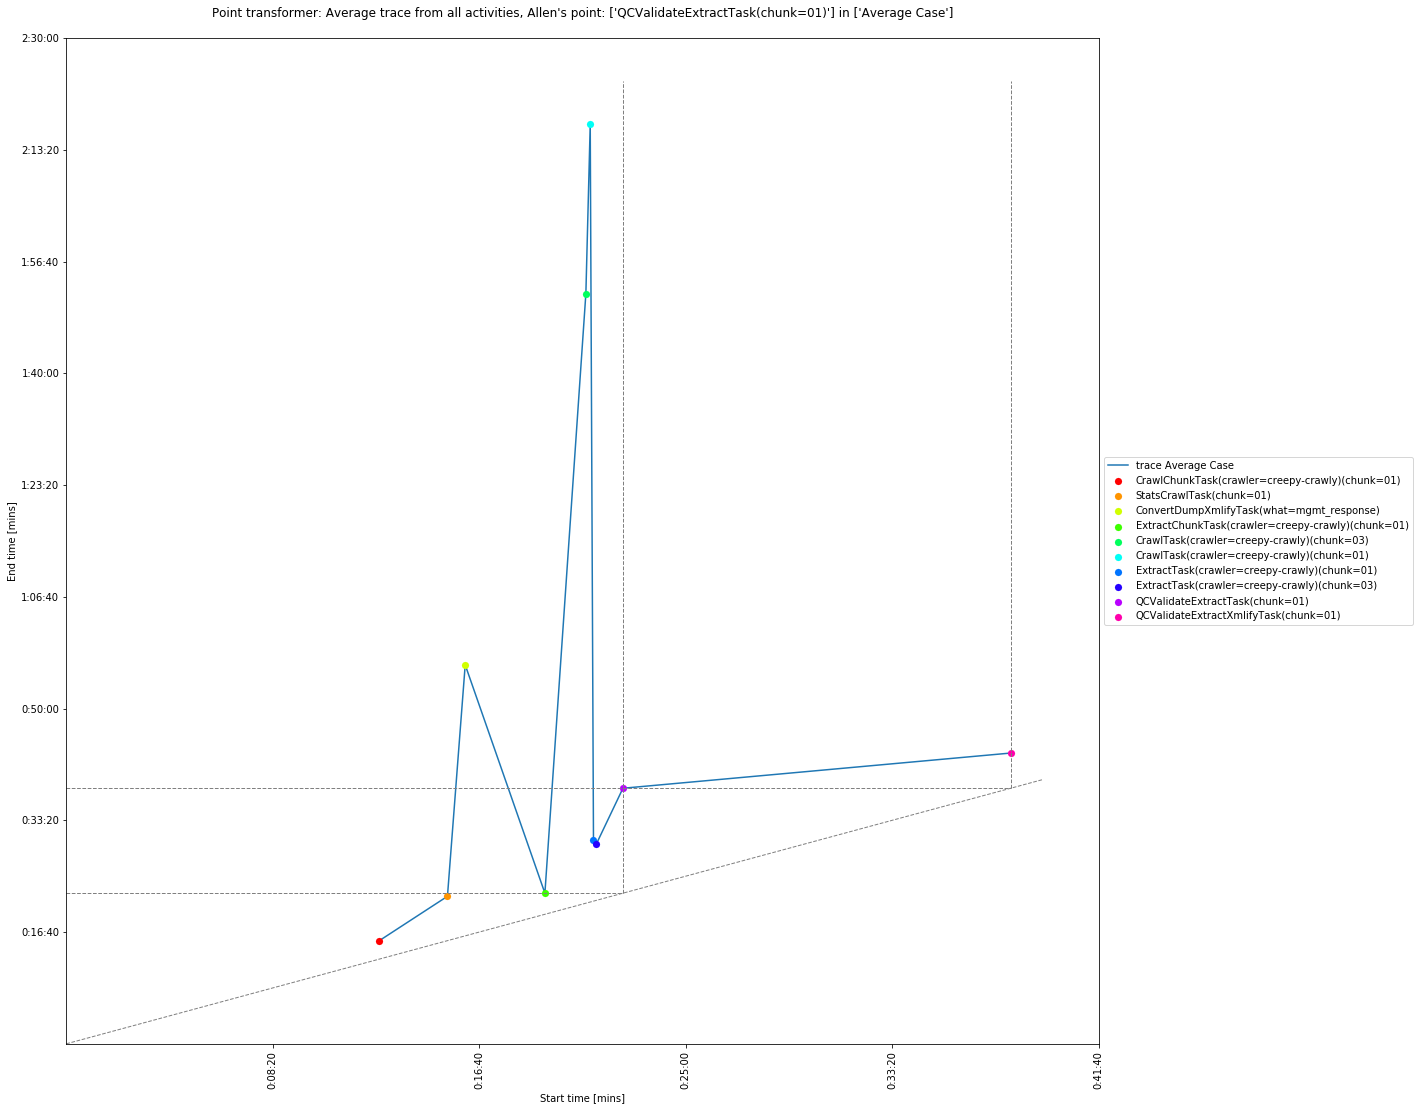 Point transformer: Average trace from all activities, Allen's point: ['QCValidateExtractTask(chunk=01)'] in ['Average Case']
2:30:00
2:13:20
1:56:40
1:40:00
1:23:20
1:06:40
0:50:00
0:33:20
0:16:40
End time [mins]
0:08:20
0:16:40
0:25:00
0:33:20
0:41:40
Start time [mins]
trace Average Case
CrawlChunkTask(crawler=creepy-crawly)(chunk=01)
StatsCrawlTask(chunk=01)
ConvertDumpXmlifyTask(what=mgmt_response)
ExtractChunkTask(crawler=creepy-crawly)(chunk=01)
CrawlTask(crawler=creepy-crawly)(chunk=03)
CrawlTask(crawler=creepy-crawly)(chunk=01)
ExtractTask(crawler=creepy-crawly)(chunk=01)
ExtractTask(crawler=creepy-crawly)(chunk=03)
QCValidateExtractTask(chunk=01)
QCValidateExtractXmlifyTask(chunk=01)